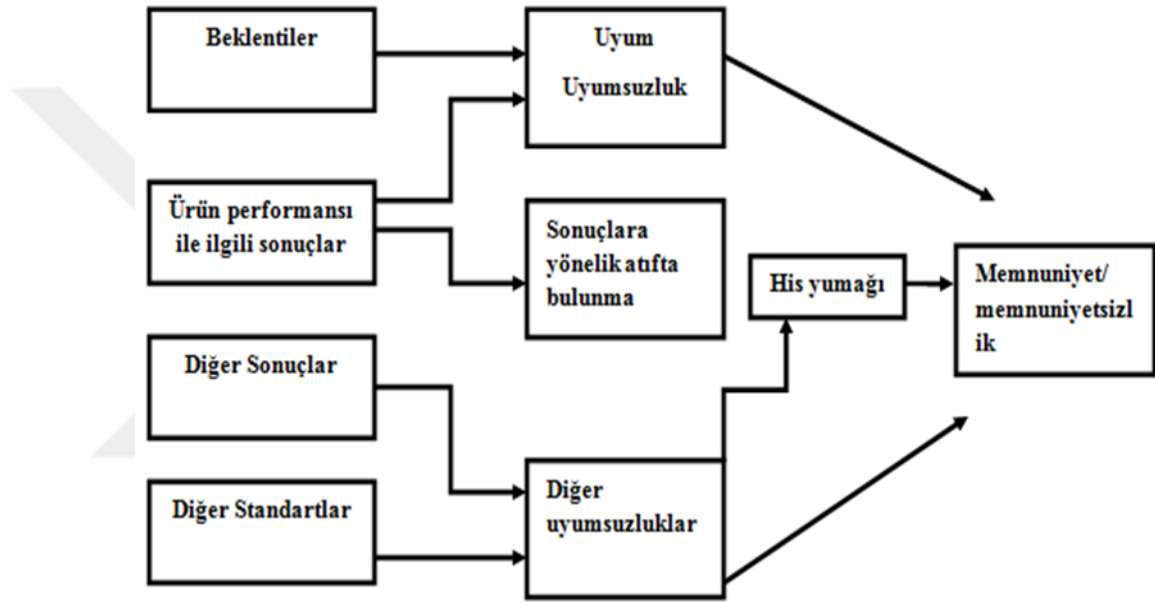 Beklentiler
Uyum
Uyumsuzluk
Ürün performansı
ile ilgili sonuçlar
Sonuçlara
yönelik atıfta
bulunma
His yumağı
Memnuniyet/
memnuniyetsizl
ik
Diğer Sonuçlar
Diğer Standartlar
Diğer
uyumsuzluklar